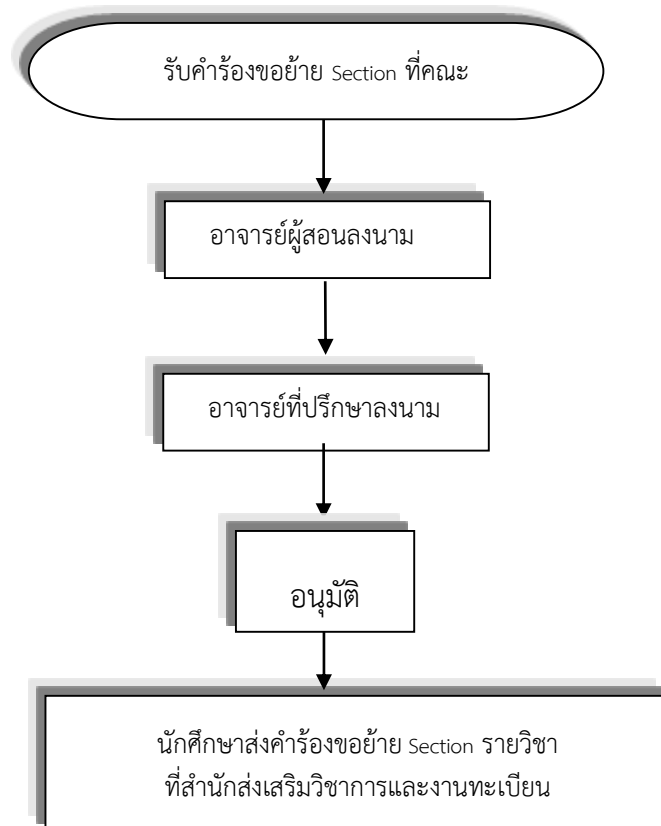 รับคำร้องขอย้าย Section ที่คณะ
อาจารย์ผู้สอนลงนาม
อาจารย์ที่ปรึกษาลงนาม
อนุมัติ
นักศึกษาส่งคำร้องขอย้าย Section รายวิชา
ที่สำนักส่งเสริมวิชาการและงานทะเบียน